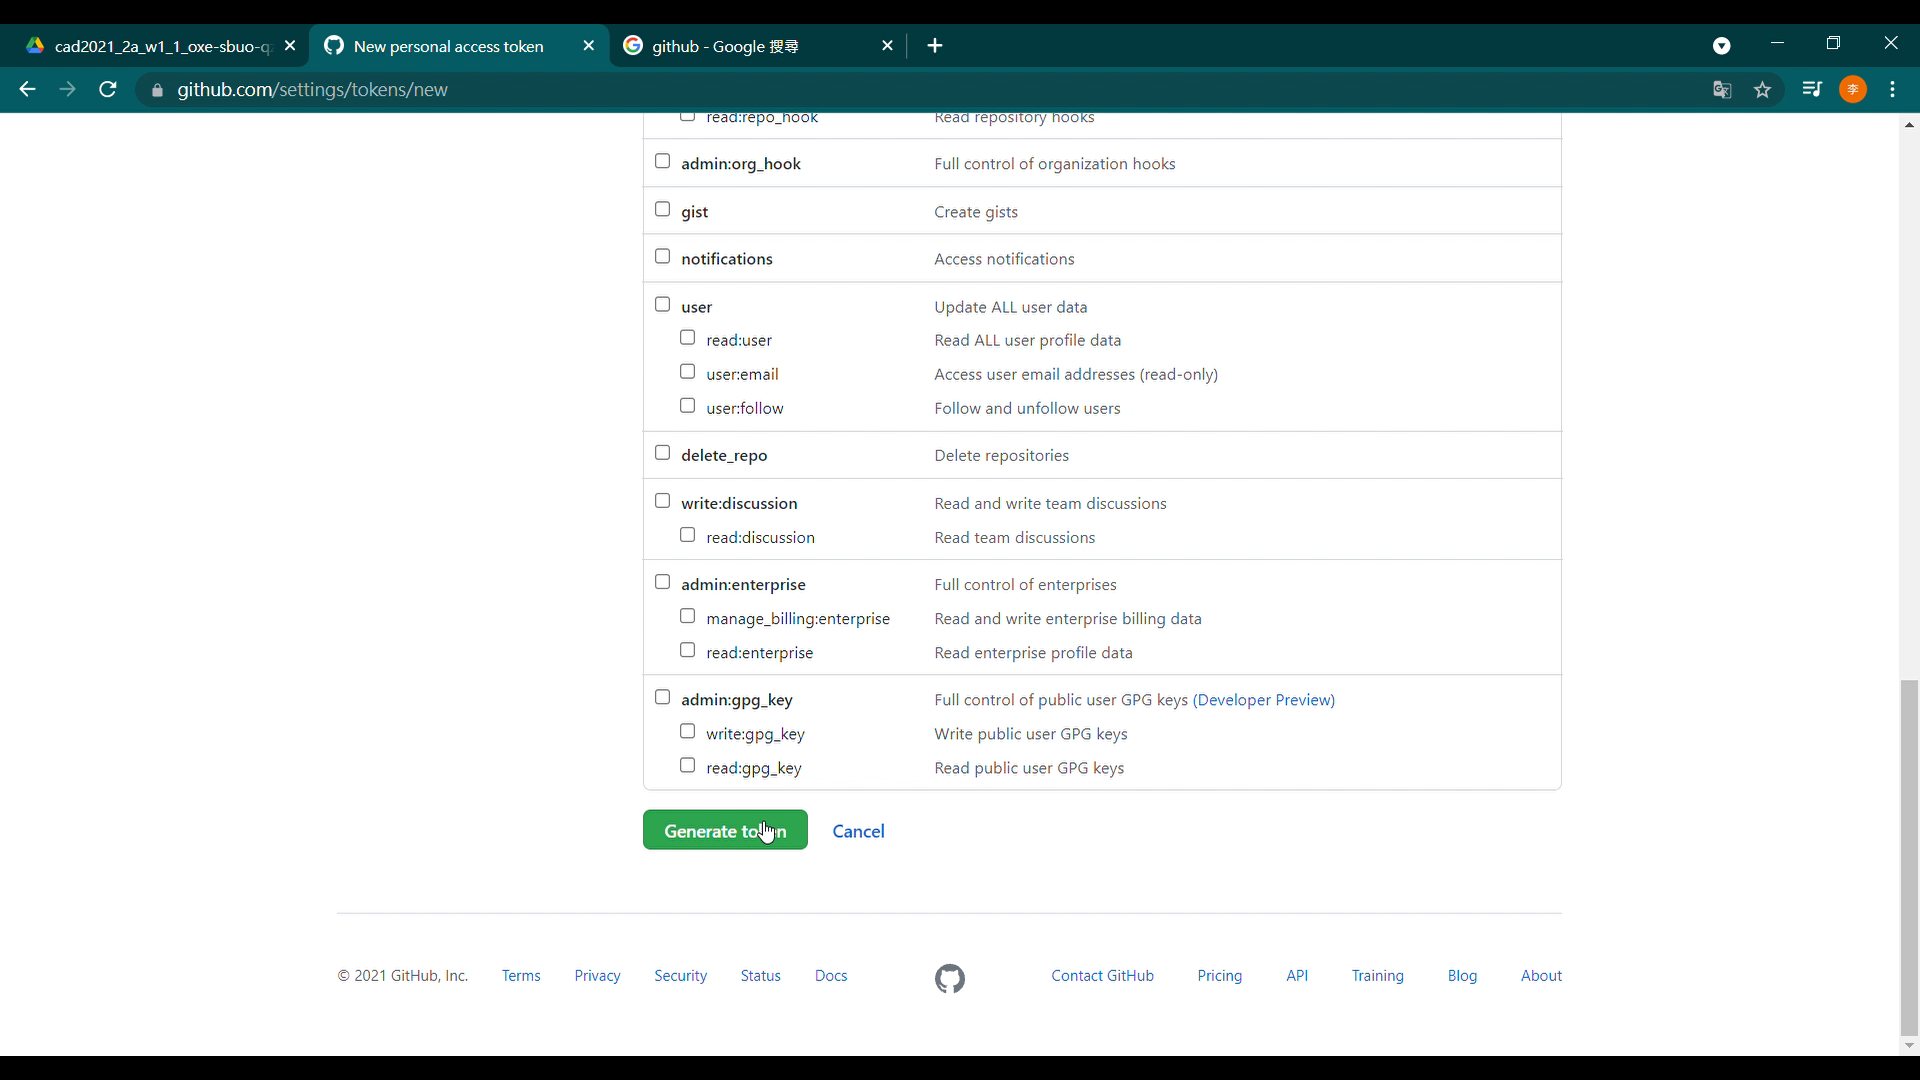 cad2021_2a_w1_1_oxe-sbuo-q
New personal access token
github - Google 搜尋
github.com/settings/tokens/new
李
read:repo_hook Read repository hooks
admin:org_hook Full control of organization hooks
gist Create gists
notifications Access notifications
user Update ALL user data
read:user Read ALL user profile data
user:email Access user email addresses (read-only)
user:follow Follow and unfollow users
delete_repo Delete repositories
write:discussion Read and write team discussions
read:discussion Read team discussions
admin:enterprise Full control of enterprises
manage_billing:enterprise Read and write enterprise billing data
read:enterprise Read enterprise profile data
admin:gpg_key Full control of public user GPG keys (Developer Preview)
write:gpg_key Write public user GPG keys
read:gpg_key Read public user GPG keys
Generate token Cancel
© 2021 GitHub, Inc. Terms Privacy Security Status Docs Contact GitHub Pricing API Training Blog About